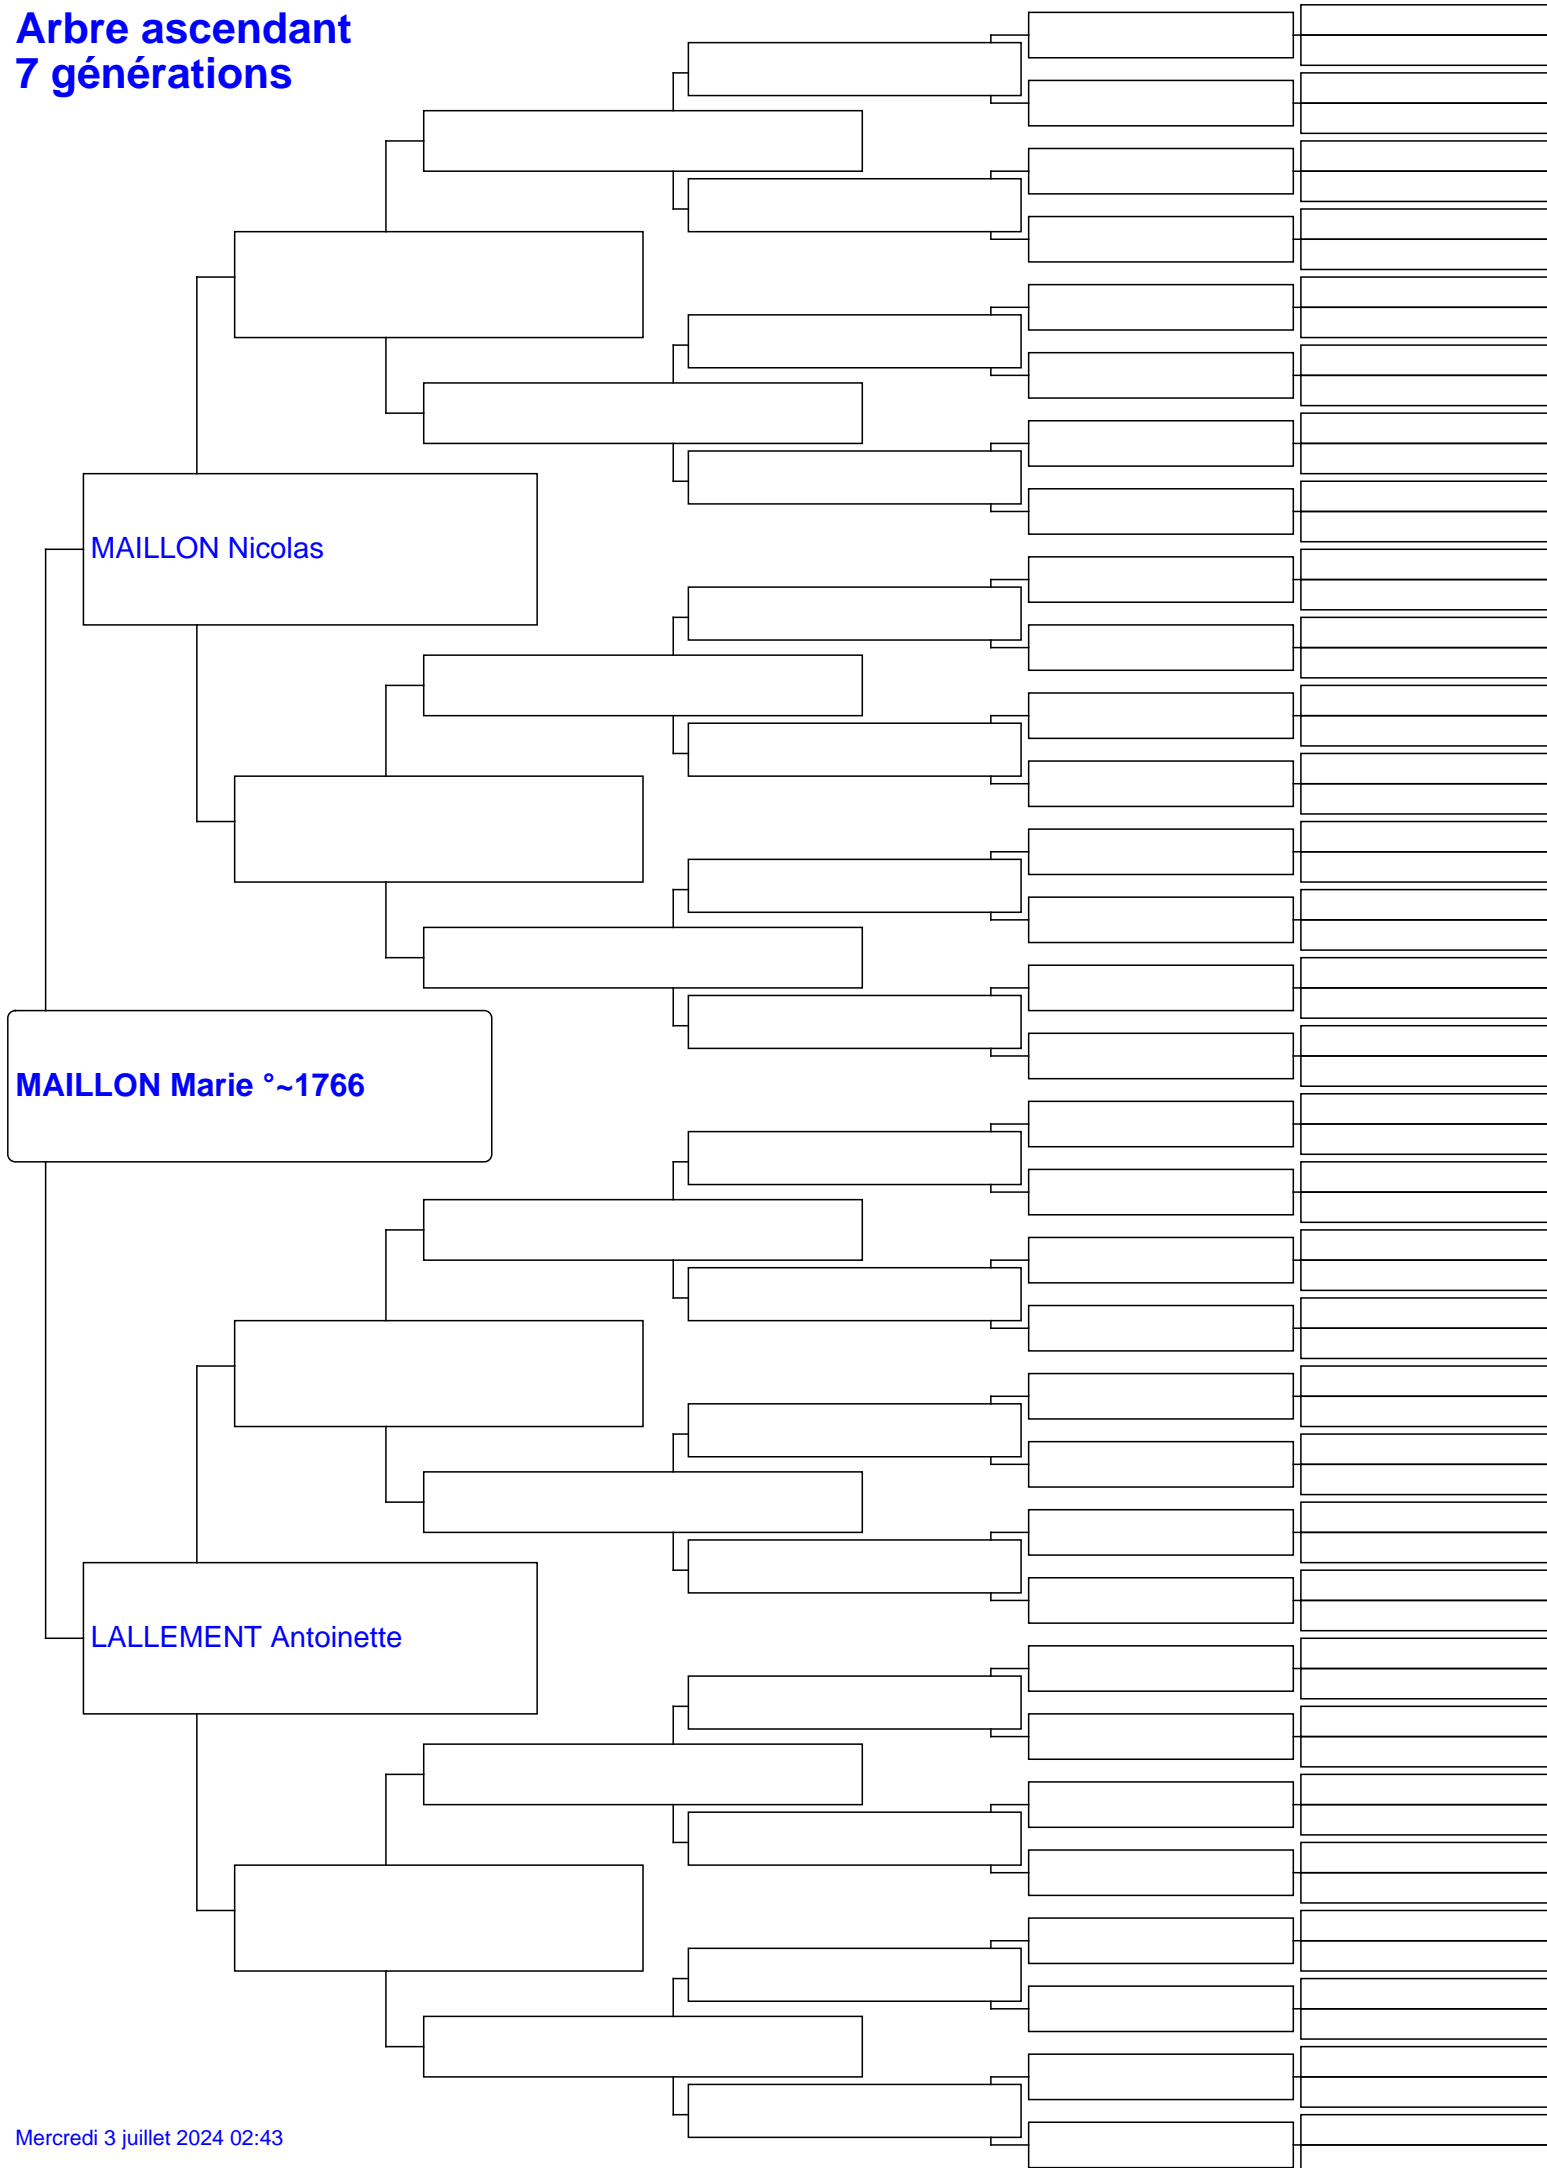 Arbre ascendant
7 générations
MAILLON Nicolas
MAILLON Marie °~1766
LALLEMENT Antoinette
Mercredi 3 juillet 2024 02:43